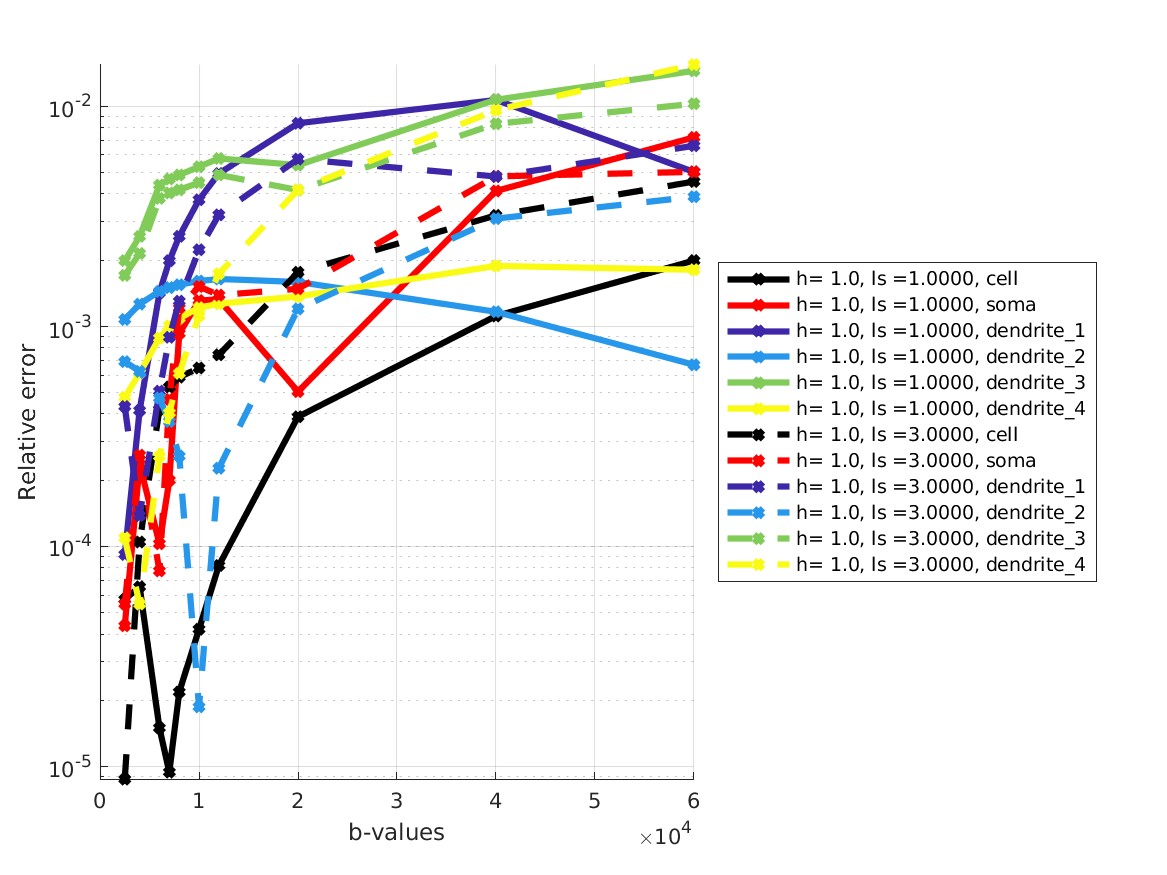 10^-2
10^-3
10^-4
10^-5
Relative error
0
1
2
3
4
5
6
×10^4
b-values
h= 1.0, ls =1.0000, cell
h= 1.0, ls =1.0000, soma
h= 1.0, ls =1.0000, dendrite_1
h= 1.0, ls =1.0000, dendrite_2
h= 1.0, ls =1.0000, dendrite_3
h= 1.0, ls =1.0000, dendrite_4
h= 1.0, ls =3.0000, cell
h= 1.0, ls =3.0000, soma
h= 1.0, ls =3.0000, dendrite_1
h= 1.0, ls =3.0000, dendrite_2
h= 1.0, ls =3.0000, dendrite_3
h= 1.0, ls =3.0000, dendrite_4